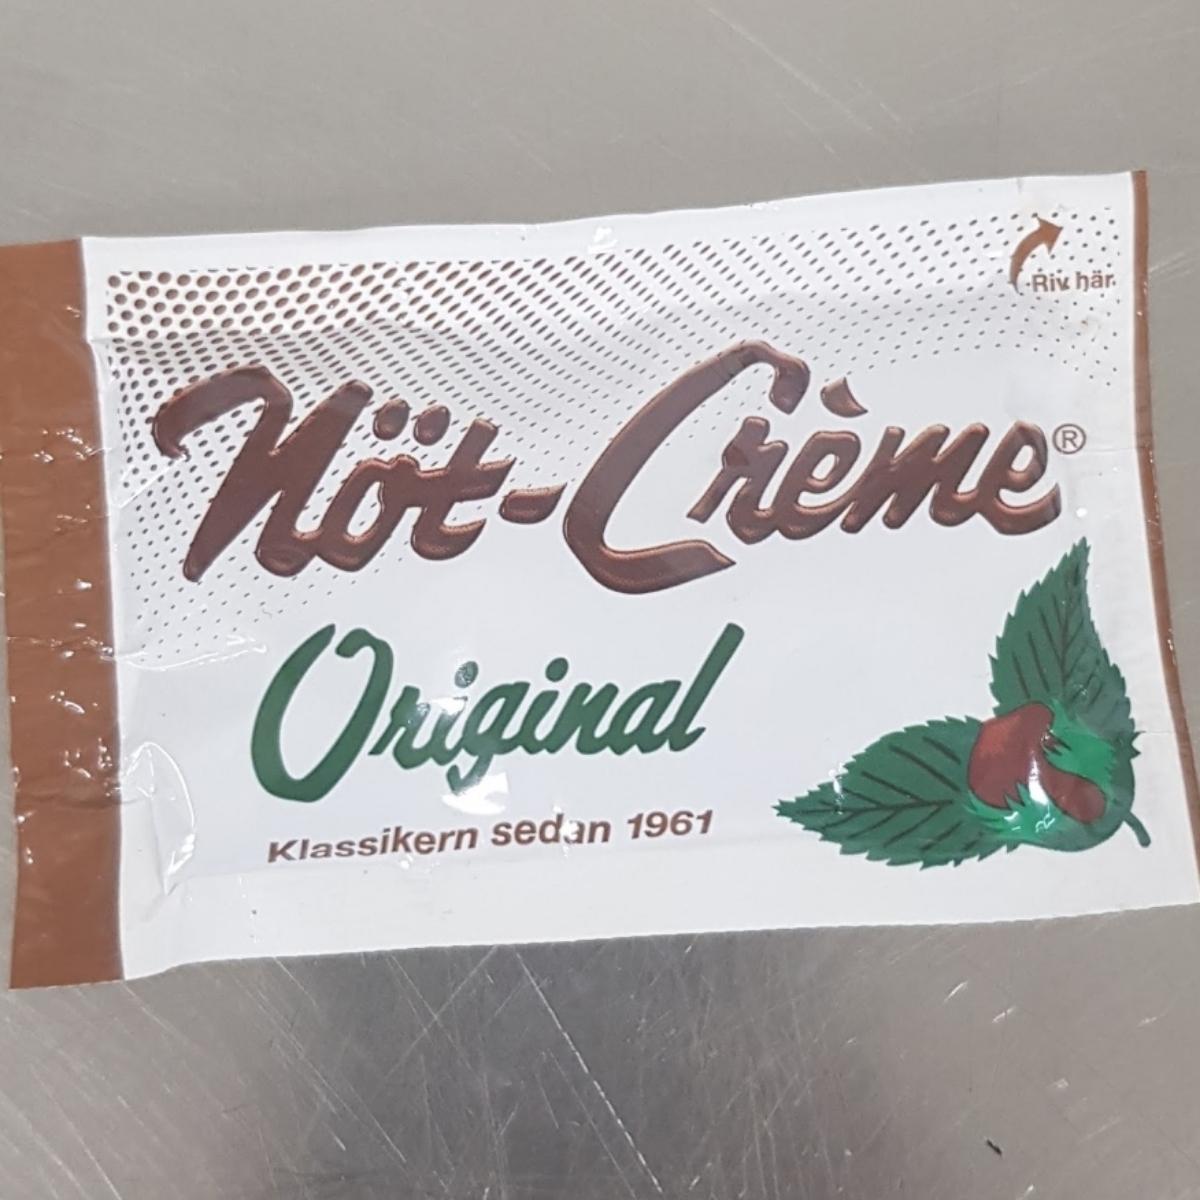 Riv här
Nöt-Crème®
Original
Klassikern sedan 1961